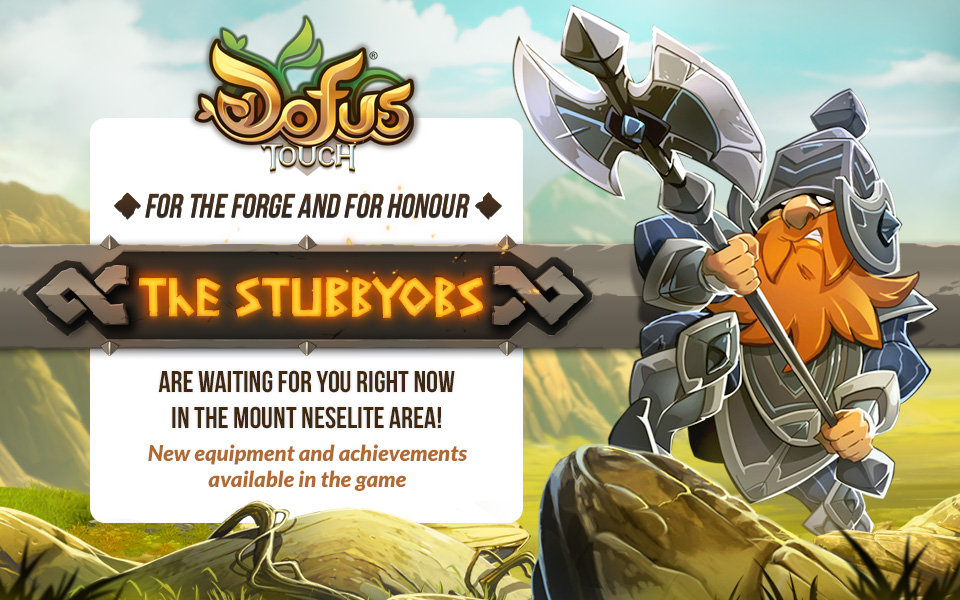 DOFUS®
TOUCH
FOR THE FORGE AND FOR HONOUR
THE STUBBYOBS
ARE WAITING FOR YOU RIGHT NOW
IN THE MOUNT NESELITE AREA!
New equipment and achievements
available in the game